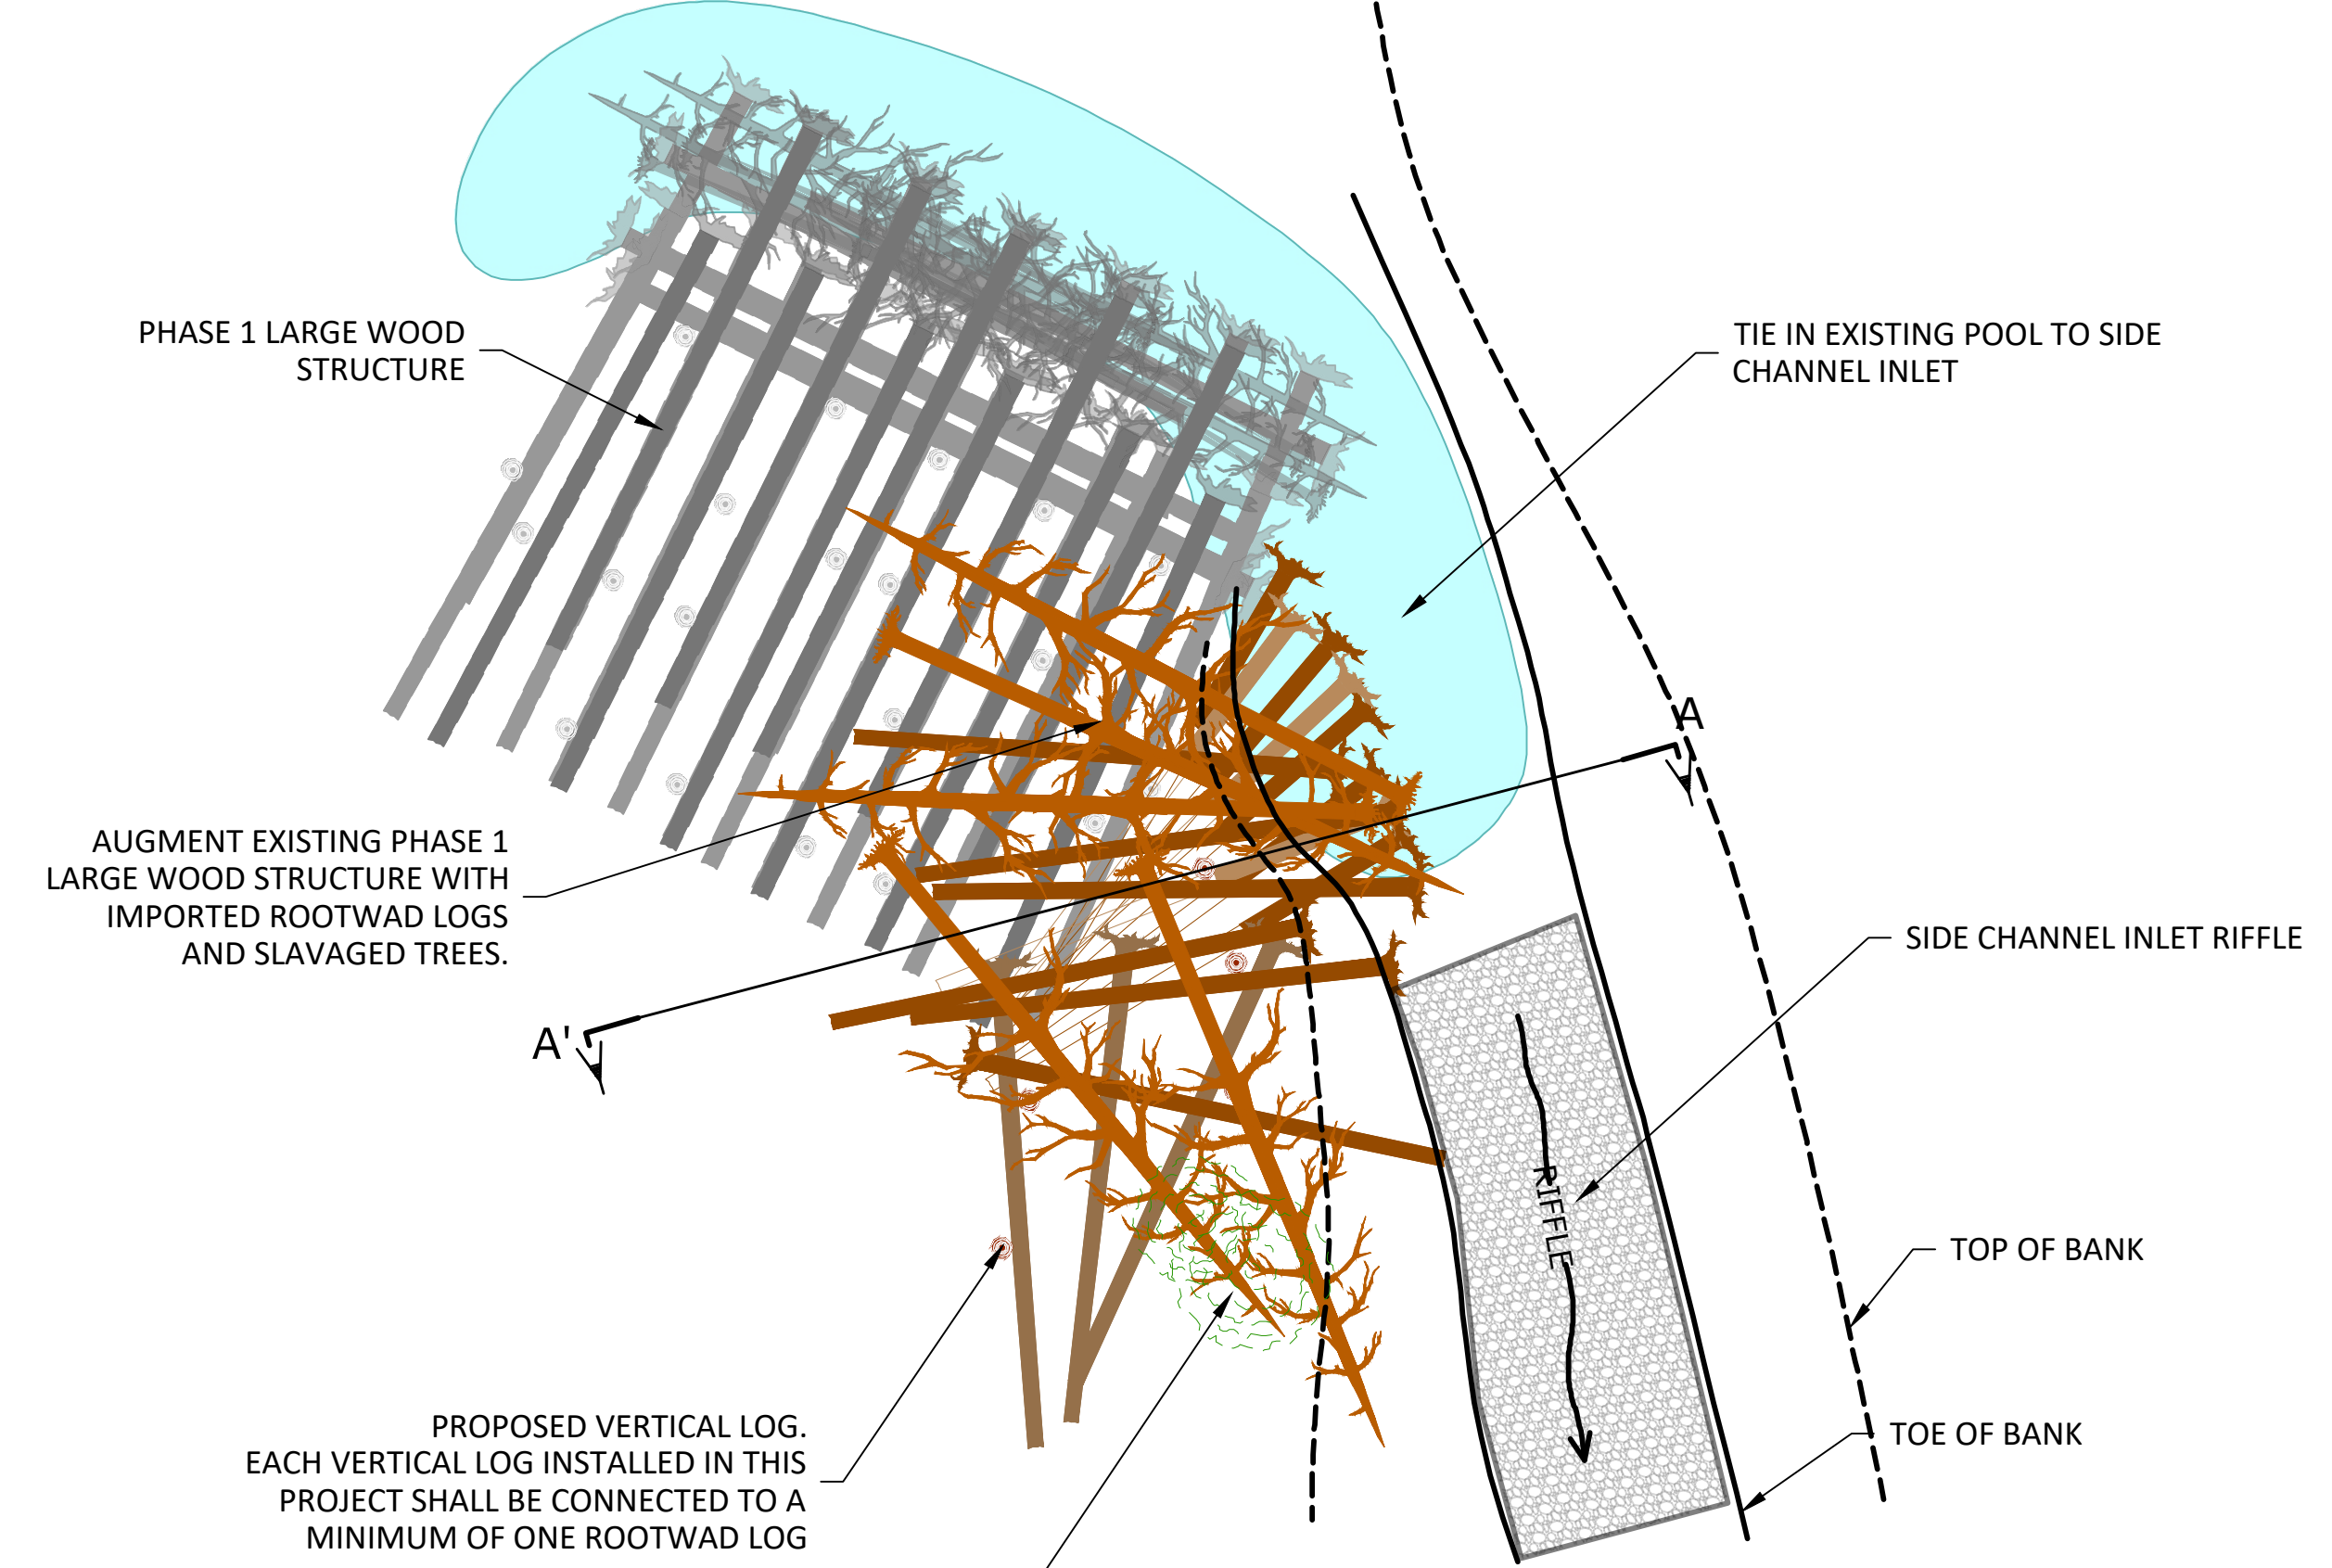 PHASE 1 LARGE WOOD
STRUCTURE
TIE IN EXISTING POOL TO SIDE
CHANNEL INLET
A
AUGMENT EXISTING PHASE 1
LARGE WOOD STRUCTURE WITH
IMPORTED ROOTWAD LOGS
AND SLAVAGED TREES.
SIDE CHANNEL INLET RIFFLE
A'
RIFFLE
TOP OF BANK
TOE OF BANK
PROPOSED VERTICAL LOG.
EACH VERTICAL LOG INSTALLED IN THIS
PROJECT SHALL BE CONNECTED TO A
MINIMUM OF ONE ROOTWAD LOG